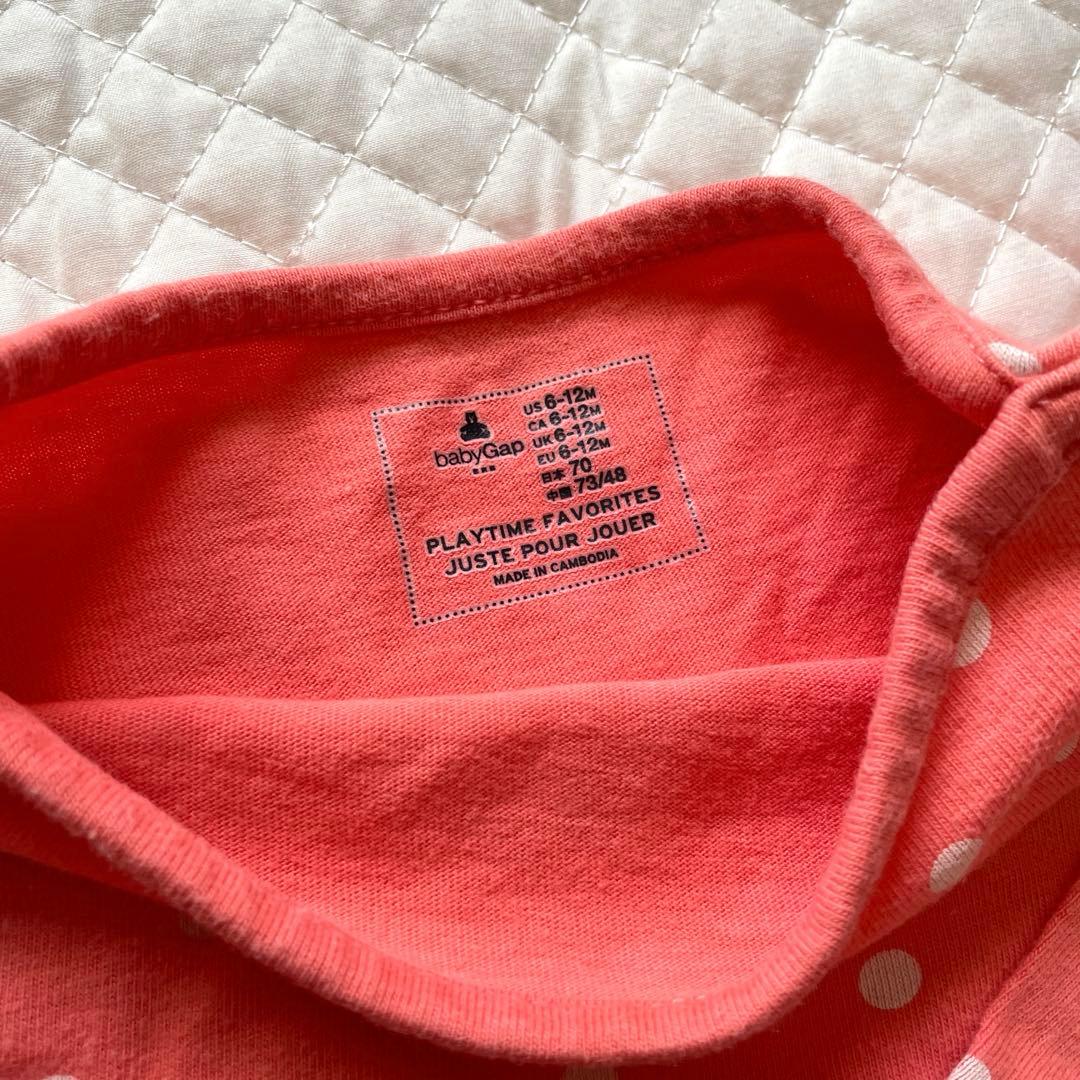 babyGap
US 6-12M
CA 6-12M
UK 6-12M
EU 6-12M
日本 70
中國 73/48
PLAYTIME FAVORITES
JUSTE POUR JOUER
MADE IN CAMBODIA